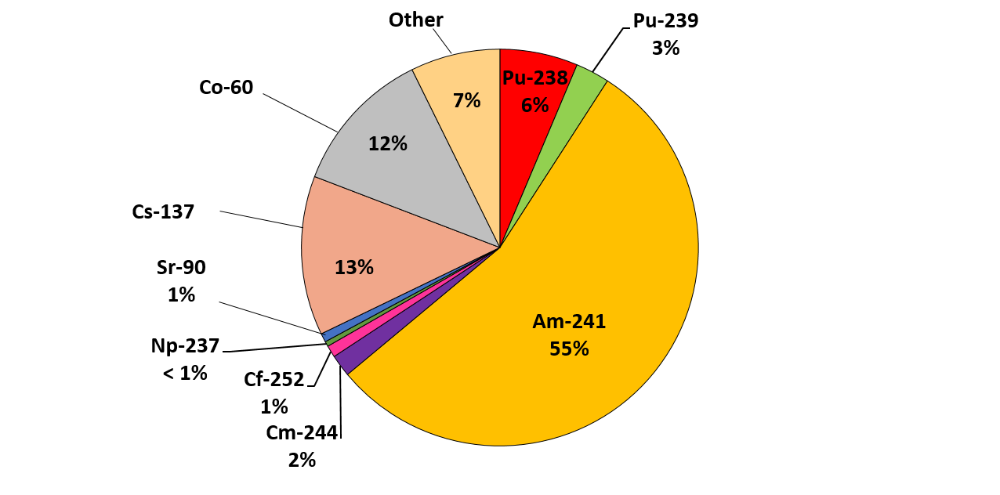 Other
7%
Pu-238
6%
Pu-239
3%
Am-241
55%
Cm-244
2%
Cf-252
1%
Np-237
< 1%
Sr-90
1%
Cs-137
13%
Co-60
12%